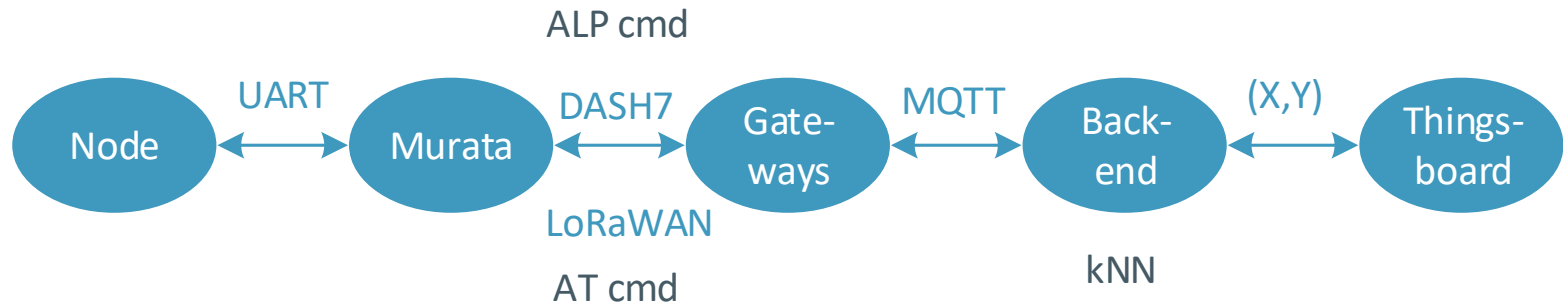 ALP cmd
Node
UART
Murata
DASH7
LoRaWAN
AT cmd
Gate-
ways
MQTT
Back-
end
kNN
(X,Y)
Things-
board